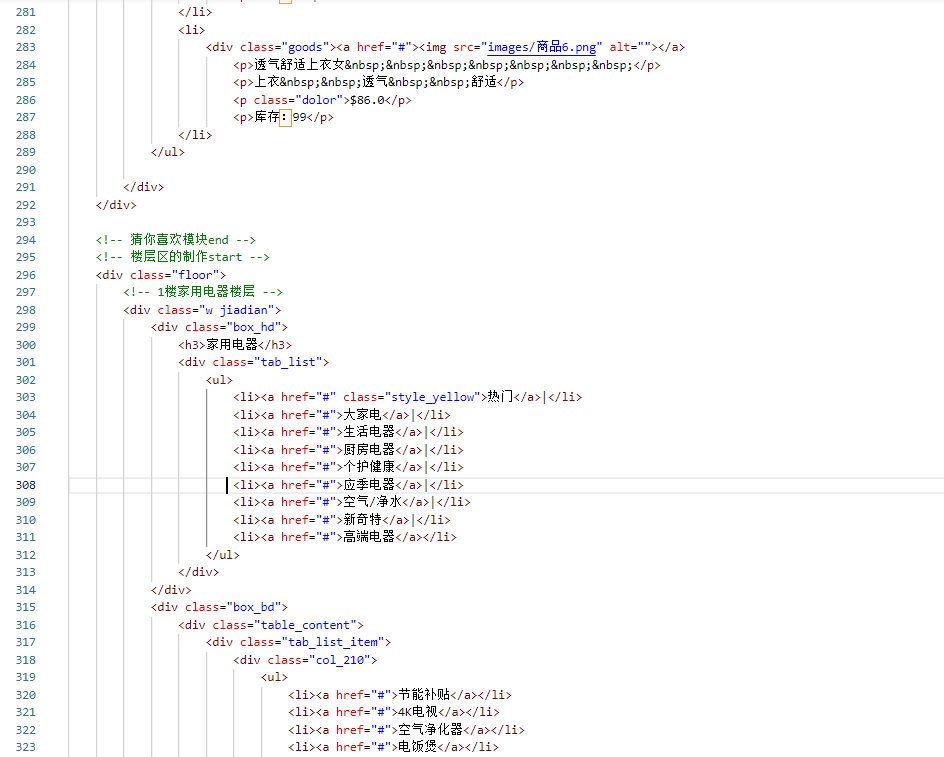 281 </li>
282 <li>
283 <div class="goods"><a href="#"><img src="images/商品6.png" alt=""></a>
284 <p>透气舒适上衣女&nbsp;&nbsp;&nbsp;&nbsp;&nbsp;&nbsp;&nbsp;</p>
285 <p>上衣&nbsp;&nbsp;透气&nbsp;&nbsp;舒适</p>
286 <p class="dolor">$86.0</p>
287 <p>库存：99</p>
288 </li>
289 </ul>
290
291 </div>
292 </div>
293
294 <!-- 猜你喜欢模块end -->
295 <!-- 楼层区的制作start -->
296 <div class="floor">
297 <!-- 1楼家用电器楼层 -->
298 <div class="w jiadian">
299 <div class="box_hd">
300 <h3>家用电器</h3>
301 <div class="tab_list">
302 <ul>
303 <li><a href="#" class="style_yellow">热门</a>|</li>
304 <li><a href="#">大家电</a>|</li>
305 <li><a href="#">生活电器</a>|</li>
306 <li><a href="#">厨房电器</a>|</li>
307 <li><a href="#">个护健康</a>|</li>
308 <li><a href="#">应季电器</a>|</li>
309 <li><a href="#">空气/净水</a>|</li>
310 <li><a href="#">新奇特</a>|</li>
311 <li><a href="#">高端电器</a></li>
312 </ul>
313 </div>
314 </div>
315 <div class="box_bd">
316 <div class="table_content">
317 <div class="tab_list_item">
318 <div class="col_210">
319 <ul>
320 <li><a href="#">节能补贴</a></li>
321 <li><a href="#">4K电视</a></li>
322 <li><a href="#">空气净化器</a></li>
323 <li><a href="#">电饭煲</a></li>